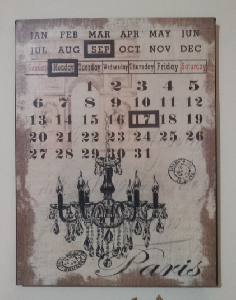 JAN FEB MAR APR MAY JUN
JUL AUG SEP OCT NOV DEC
Sunday Monday Tuesday Wednesday Thursday Friday Saturday
1 2 3 4 5
6 7 8 9 10 11 12
13 14 15 16 17 18 19
20 21 22 23 24 25 26
27 28 29 30 31
Paris